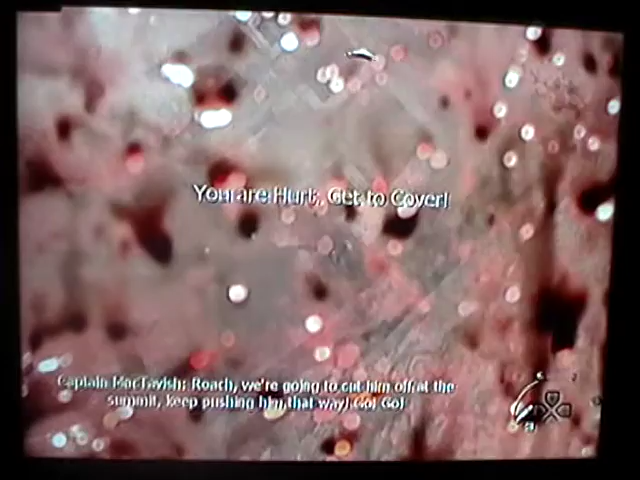 You are Hurt, Get to Cover!
Captain MacTavish: Roach, we're going to cut him off at the
summit, keep pushing him that way! Go! Go!